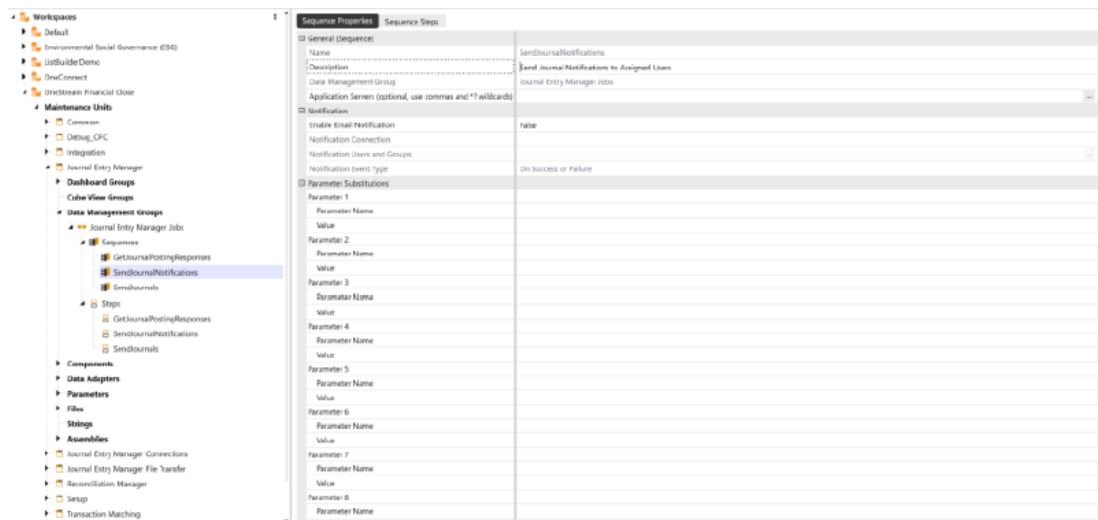 Workspaces
Default
Environmental Social Governance (ESG)
ListBuilderDemo
OneConnect
OneStream Financial Close
Maintenance Units
Common
Debug_CFC
Integration
Journal Entry Manager
Dashboard Groups
Cube View Groups
Data Management Groups
Journal Entry Manager Jobs
Sequences
GetJournalPostingResponses
SendJournalNotifications
SendJournals
Steps
GetJournalPostingResponses
SendJournalNotifications
SendJournals
Components
Data Adapters
Parameters
Files
Strings
Assemblies
Journal Entry Manager Connections
Journal Entry Manager File Transfer
Reconciliation Manager
Setup
Transaction Matching
Sequence Properties Sequence Steps
General (Sequence)
Name SendJournalNotifications
Description Send Journal Notifications to Assigned Users
Data Management Group Journal Entry Manager Jobs
Application Servers (optional, use commas and *? wildcards) ...
Notification
Enable Email Notification False
Notification Connection
Notification Users and Groups ...
Notification Event Type On Success or Failure
Parameter Substitutions
Parameter 1
Parameter Name
Value
Parameter 2
Parameter Name
Value
Parameter 3
Parameter Name
Value
Parameter 4
Parameter Name
Value
Parameter 5
Parameter Name
Value
Parameter 6
Parameter Name
Value
Parameter 7
Parameter Name
Value
Parameter 8
Parameter Name